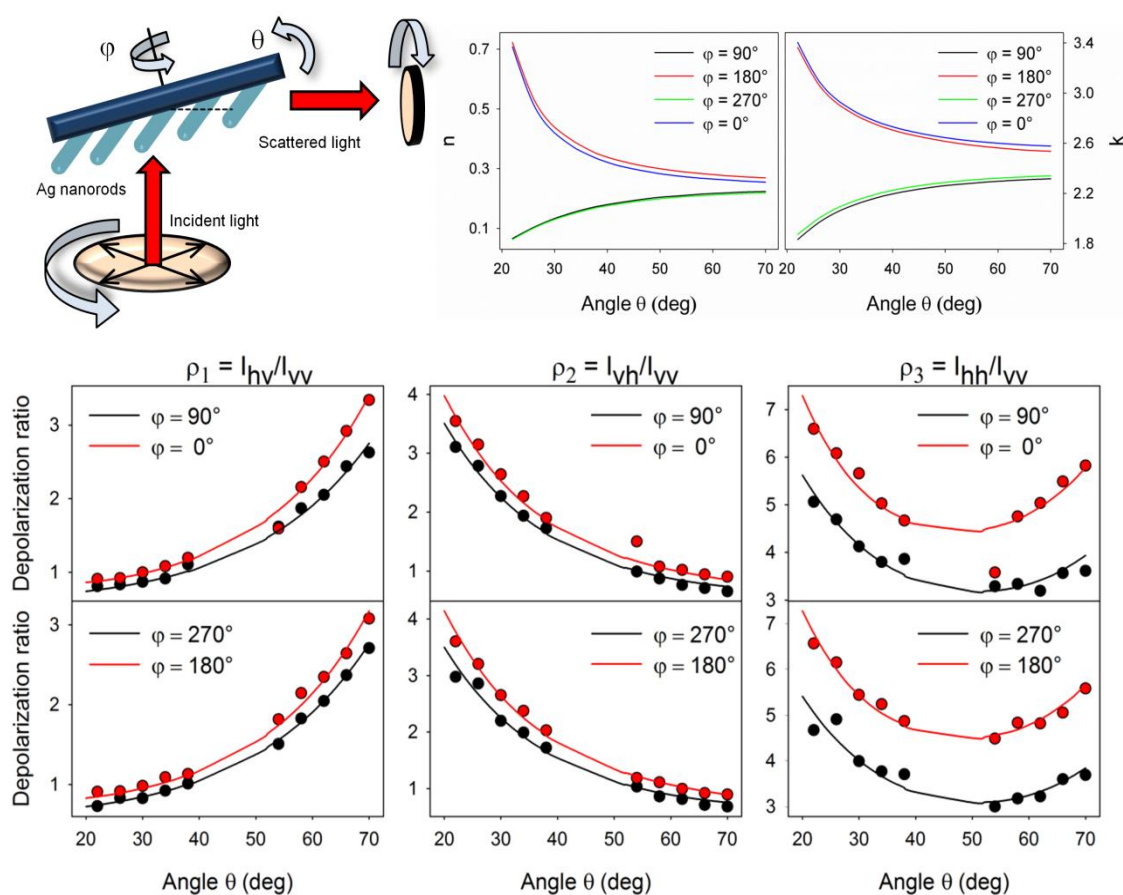 φ
θ
Scattered light
Ag nanorods
Incident light
0.7
0.5
0.3
0.1
n
φ = 90°
φ = 180°
φ = 270°
φ = 0°
20 30 40 50 60 70
Angle θ (deg)
φ = 90°
φ = 180°
φ = 270°
φ = 0°
3.4
3.0
2.6
2.2
1.8
k
20 30 40 50 60 70
Angle θ (deg)
ρ₁ = Iₕᵥ/Iᵥᵥ
ρ₂ = Iᵥₕ/Iᵥᵥ
ρ₃ = Iₕₕ/Iᵥᵥ
Depolarization ratio
3
2
1
φ = 90°
φ = 0°
4
3
2
1
φ = 90°
φ = 0°
7
6
5
4
3
φ = 90°
φ = 0°
Depolarization ratio
3
2
1
φ = 270°
φ = 180°
4
3
2
1
φ = 270°
φ = 180°
7
6
5
4
3
φ = 270°
φ = 180°
20 30 40 50 60 70
20 30 40 50 60 70
20 30 40 50 60 70
Angle θ (deg)
Angle θ (deg)
Angle θ (deg)